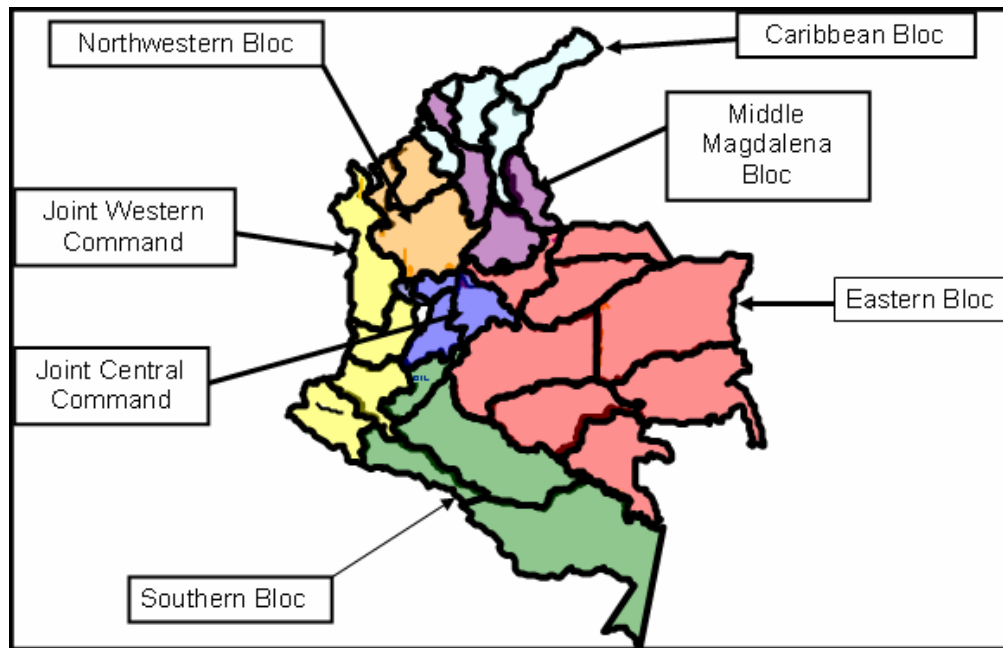 Northwestern Bloc
Caribbean Bloc
Middle
Magdalena
Bloc
Joint Western
Command
Eastern Bloc
Joint Central
Command
Southern Bloc